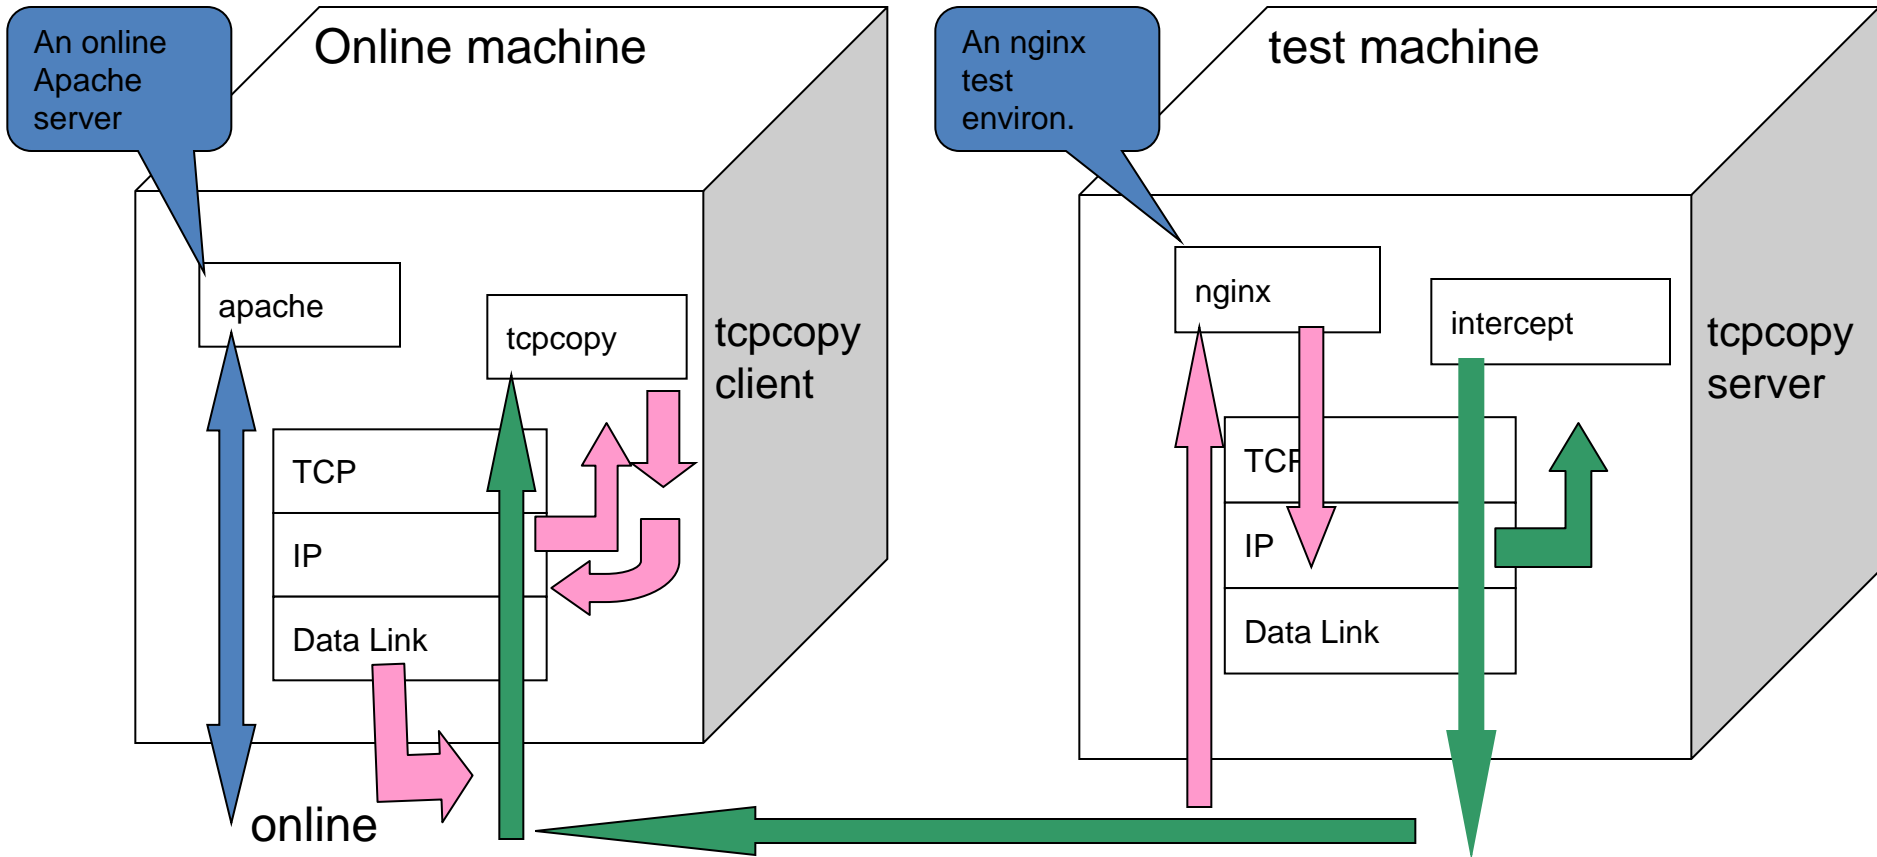 An online
Apache
server
Online machine
An nginx
test
environ.
test machine
apache
tcpcopy
tcpcopy
client
nginx
intercept
tcpcopy
server
TCP
IP
Data Link
TCP
IP
Data Link
online